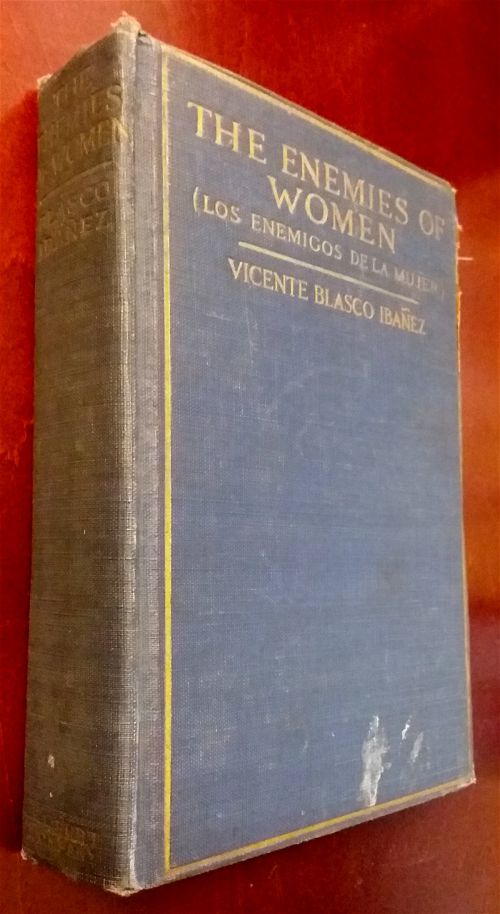 THE ENEMIES OF
WOMEN
(LOS ENEMIGOS DE LA MUJER)
VICENTE BLASCO IBAÑEZ
THE
ENEMIES
OF WOMEN
BLASCO
IBAÑEZ